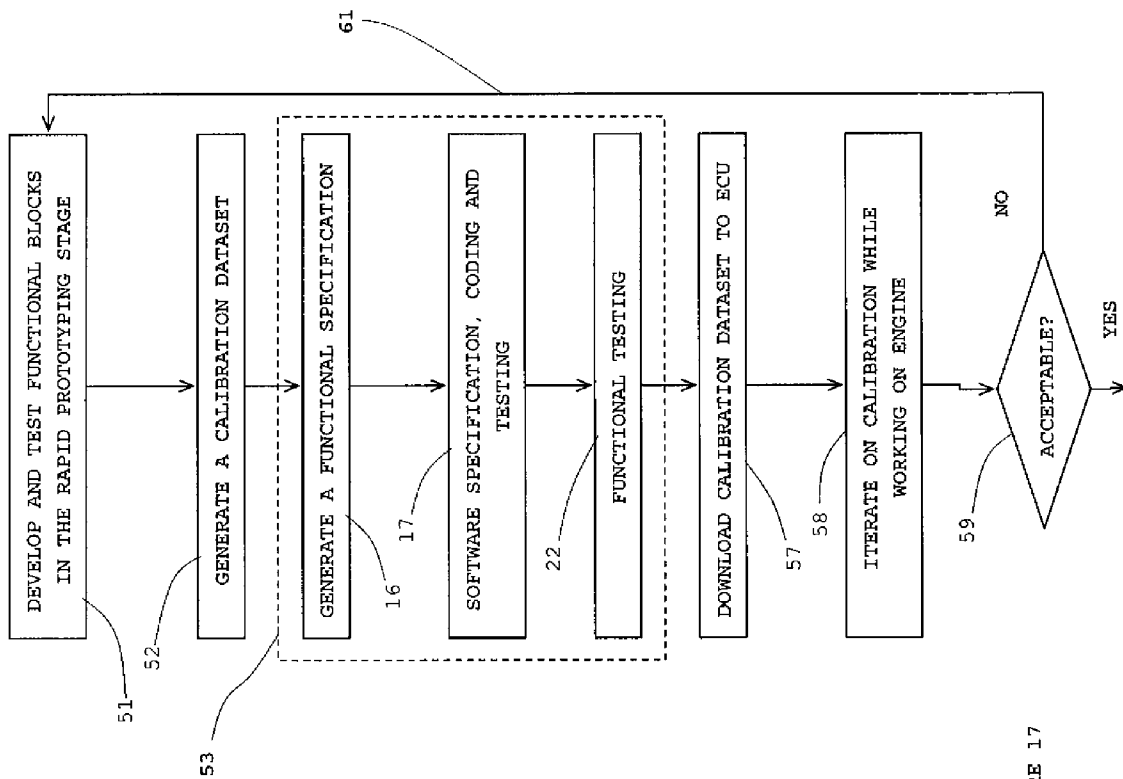 DEVELOP AND TEST FUNCTIONAL BLOCKS
IN THE RAPID PROTOTYPING STAGE
51
GENERATE A CALIBRATION DATASET
52
53
GENERATE A FUNCTIONAL SPECIFICATION
16
SOFTWARE SPECIFICATION, CODING AND
TESTING
17
FUNCTIONAL TESTING
22
DOWNLOAD CALIBRATION DATASET TO ECU
57
ITERATE ON CALIBRATION WHILE
WORKING ON ENGINE
58
ACCEPTABLE?
59
NO
61
YES
RE 17